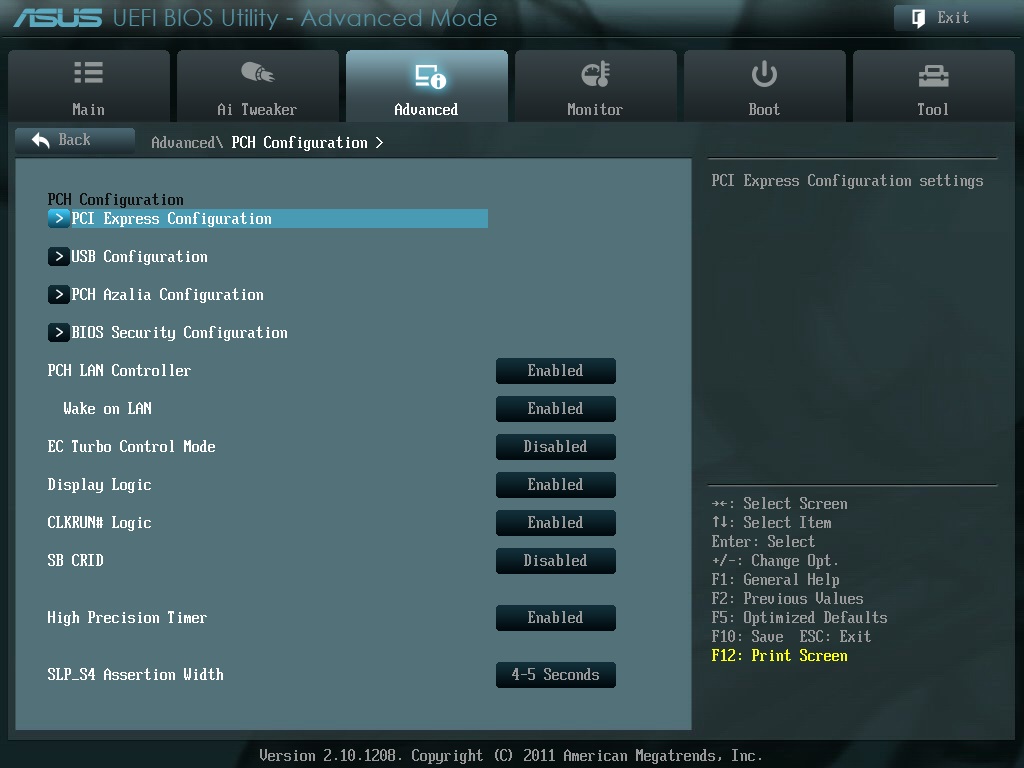 ASUS UEFI BIOS Utility - Advanced Mode
Exit
Main
Ai Tweaker
Advanced
Monitor
Boot
Tool
Back
Advanced\ PCH Configuration >
PCH Configuration
> PCI Express Configuration
> USB Configuration
> PCH Azalia Configuration
> BIOS Security Configuration
PCH LAN Controller Enabled
Wake on LAN Enabled
EC Turbo Control Mode Disabled
Display Logic Enabled
CLKRUN# Logic Enabled
SB CRID Disabled
High Precision Timer Enabled
SLP_S4 Assertion Width 4-5 Seconds
PCI Express Configuration settings
→←: Select Screen
↑↓: Select Item
Enter: Select
+/-: Change Opt.
F1: General Help
F2: Previous Values
F5: Optimized Defaults
F10: Save ESC: Exit
F12: Print Screen
Version 2.10.1208. Copyright (C) 2011 American Megatrends, Inc.